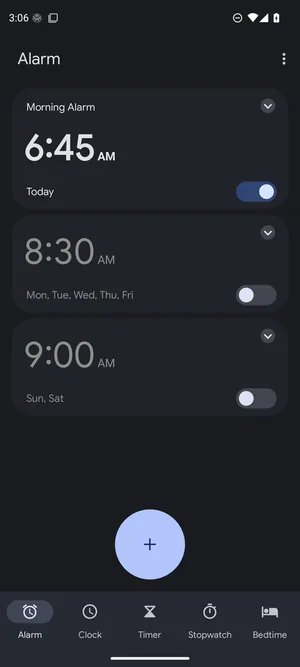 3:06
Alarm
Morning Alarm
6:45 AM
Today
8:30 AM
Mon, Tue, Wed, Thu, Fri
9:00 AM
Sun, Sat
Alarm
Clock
Timer
Stopwatch
Bedtime